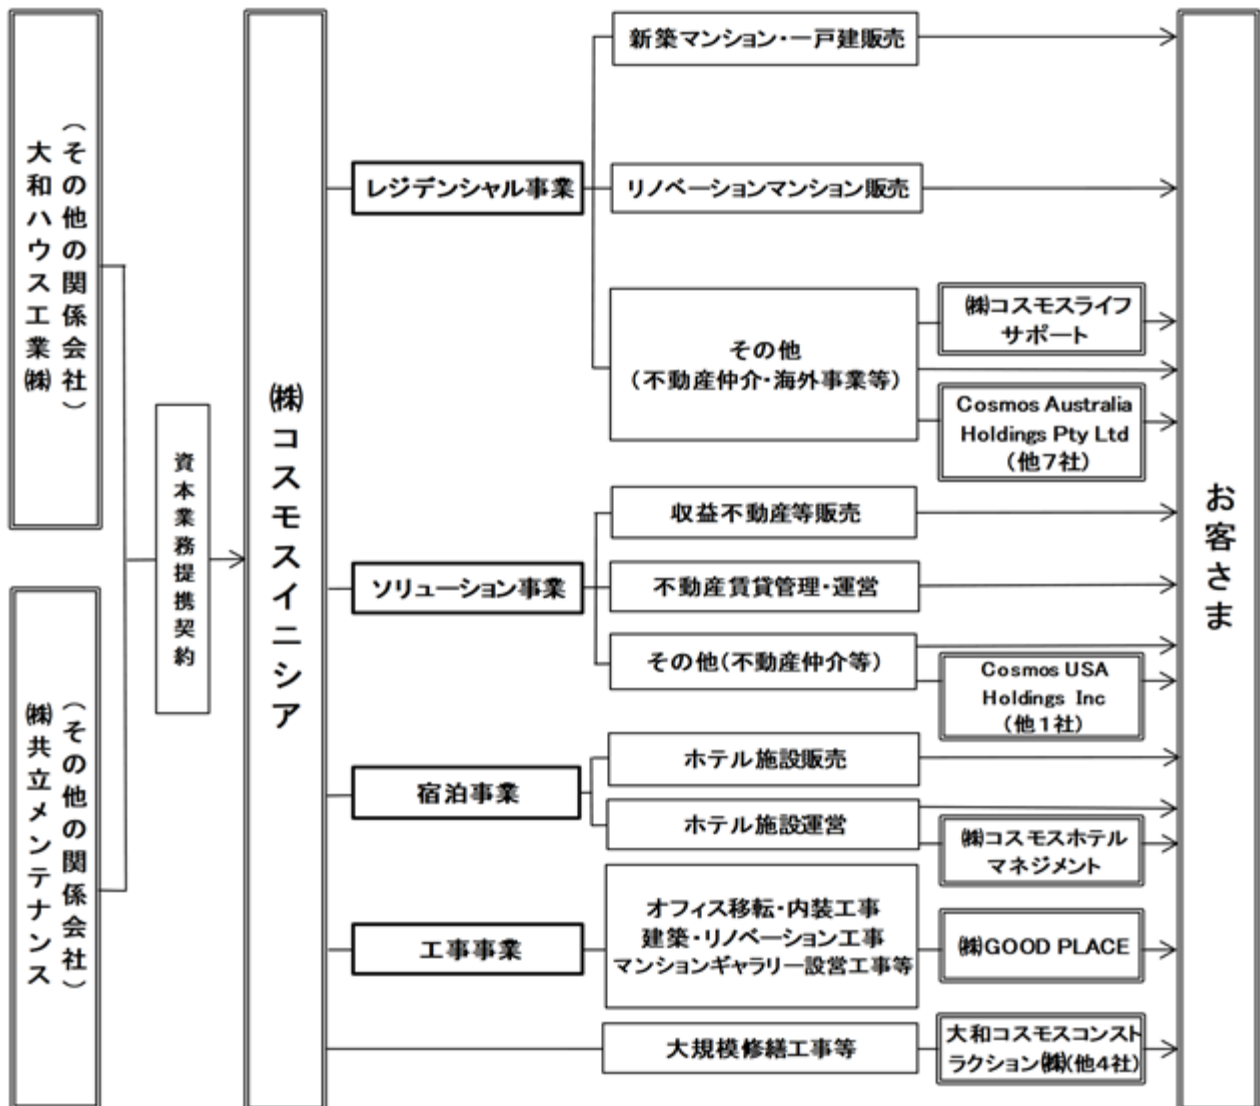 大和ハウス工業㈱
（その他の関係会社）
㈱共立メンテナンス
（その他の関係会社）
資本業務提携契約
㈱コスモスイニシア
レジデンシャル事業
新築マンション・一戸建販売
リノベーションマンション販売
その他
（不動産仲介・海外事業等）
㈱コスモスライフ
サポート
Cosmos Australia
Holdings Pty Ltd
（他7社）
ソリューション事業
収益不動産等販売
不動産賃貸管理・運営
その他（不動産仲介等）
Cosmos USA
Holdings Inc
（他１社）
宿泊事業
ホテル施設販売
ホテル施設運営
㈱コスモスホテル
マネジメント
工事事業
オフィス移転・内装工事
建築・リノベーション工事
マンションギャラリー設営工事等
㈱GOOD PLACE
大規模修繕工事等
大和コスモスコンスト
ラクション㈱(他4社)
お客さま